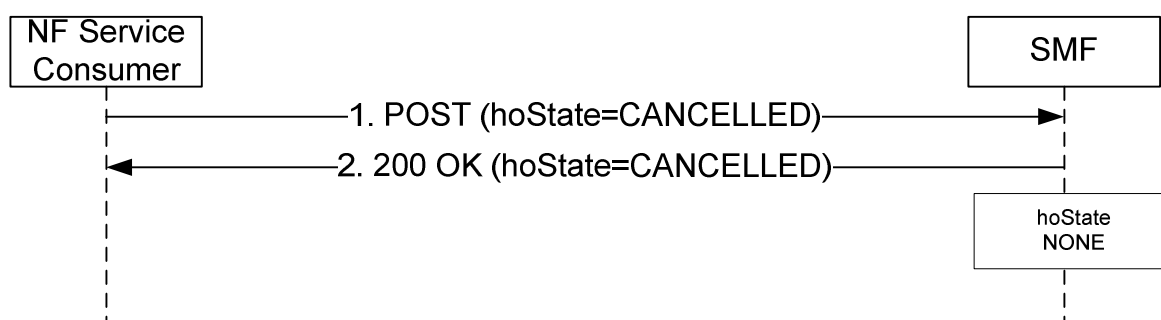 NF Service
Consumer
SMF
1. POST (hoState=CANCELLED)
2. 200 OK (hoState=CANCELLED)
hoState
NONE